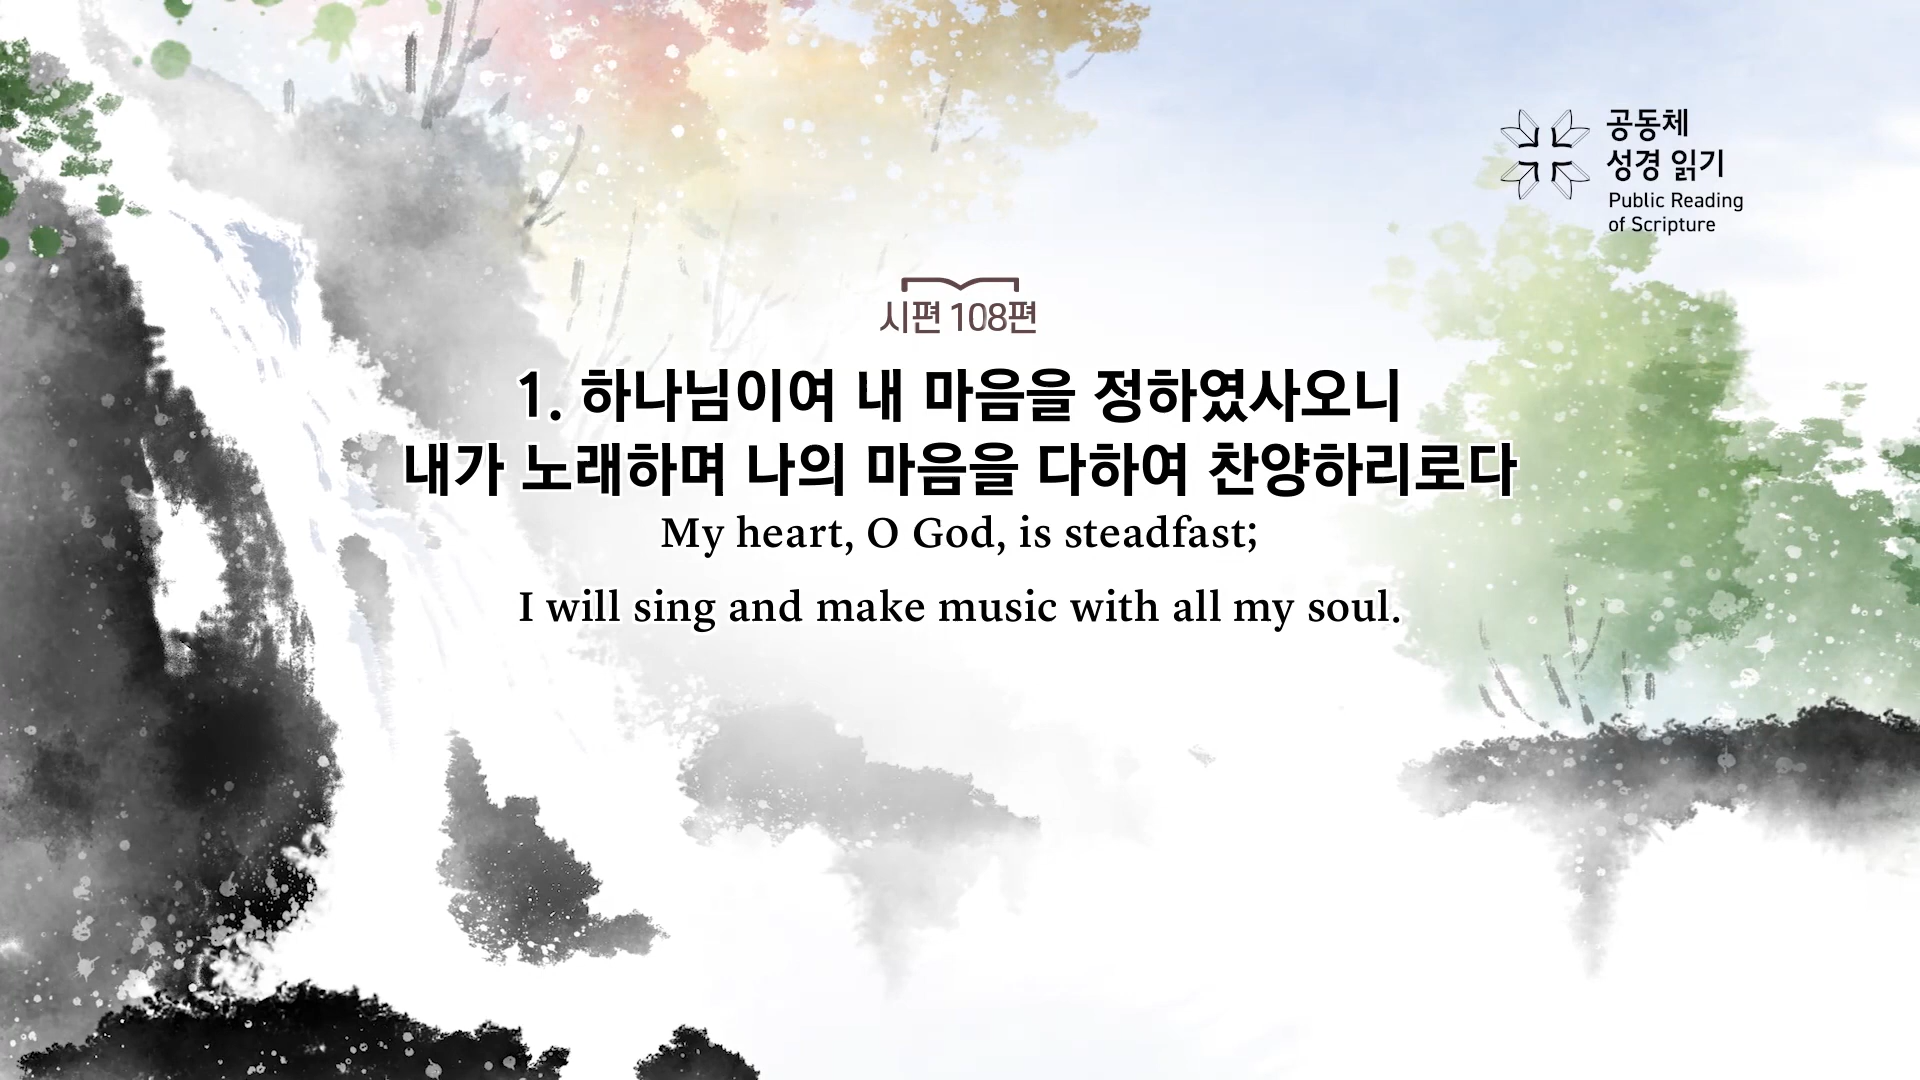 공동체
성경 읽기
Public Reading
of Scripture
시편 108편
1. 하나님이여 내 마음을 정하였사오니
내가 노래하며 나의 마음을 다하여 찬양하리로다
My heart, O God, is steadfast;
I will sing and make music with all my soul.